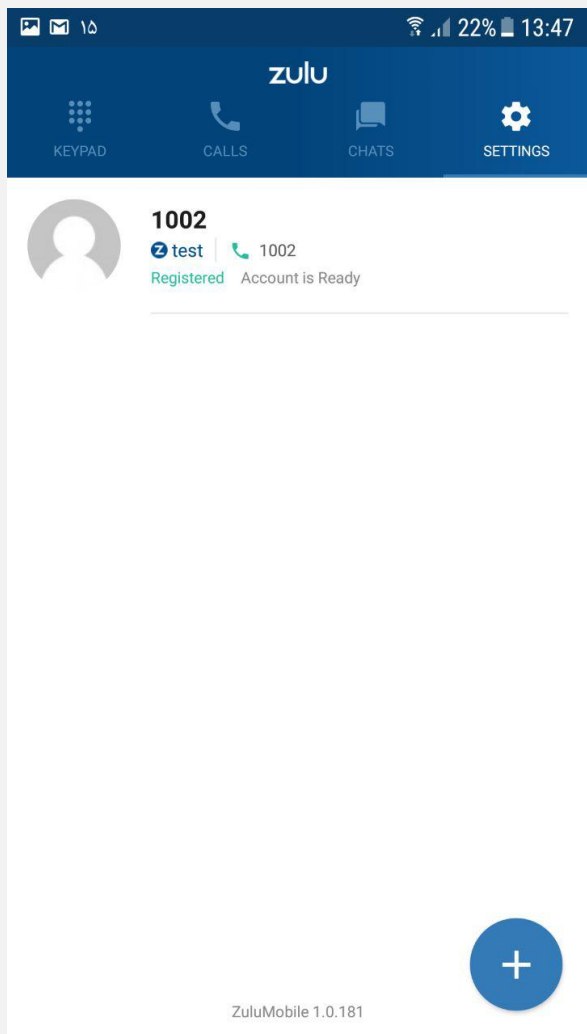 ۱۵ 22% 13:47
zulu
KEYPAD CALLS CHATS SETTINGS
1002
test 1002
Registered Account is Ready
ZuluMobile 1.0.181